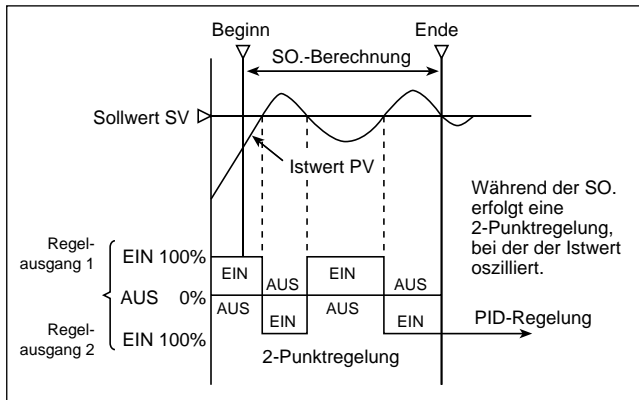 Beginn
Ende
SO.-Berechnung
Sollwert SV
Istwert PV
Während der SO.
erfolgt eine
2-Punktregelung,
bei der der Istwert
oszilliert.
Regel-
ausgang 1
EIN 100%
EIN
AUS
EIN
AUS
AUS 0%
AUS
EIN
AUS
EIN
Regel-
ausgang 2
EIN 100%
PID-Regelung
2-Punktregelung